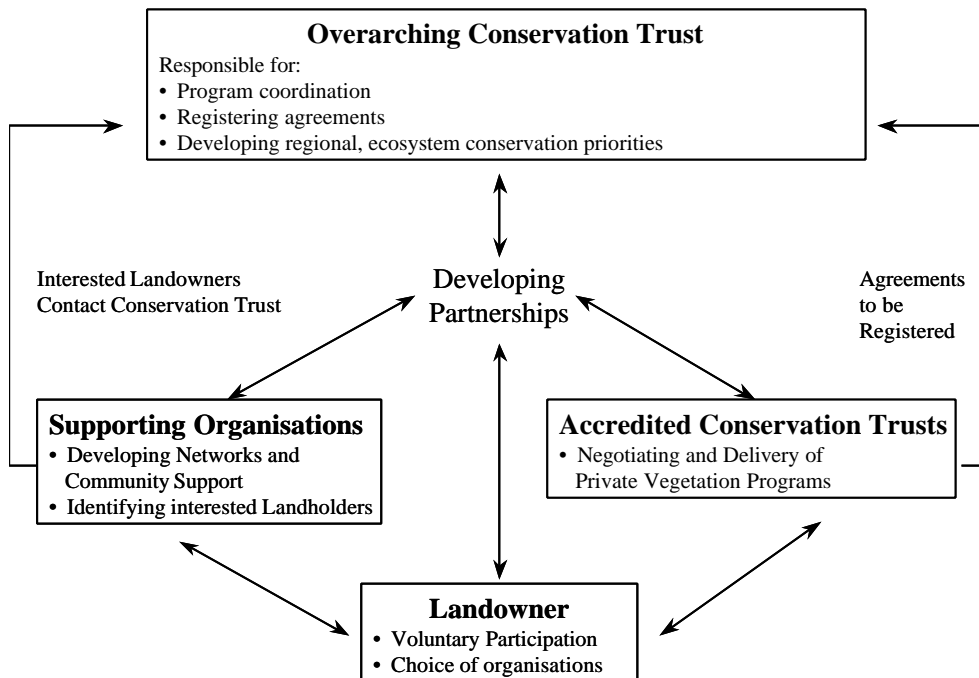 Overarching Conservation Trust
Responsible for:
• Program coordination
• Registering agreements
• Developing regional, ecosystem conservation priorities
Interested Landowners
Contact Conservation Trust
Developing
Partnerships
Agreements
to be
Registered
Supporting Organisations
• Developing Networks and
Community Support
• Identifying interested Landholders
Accredited Conservation Trusts
• Negotiating and Delivery of
Private Vegetation Programs
Landowner
• Voluntary Participation
• Choice of organisations